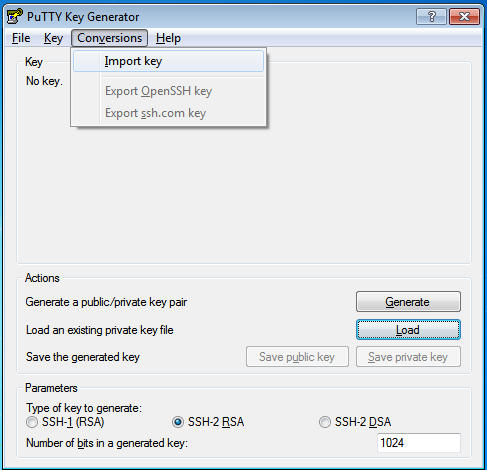 PuTTY Key Generator
File Key Conversions Help
Import key
Export OpenSSH key
Export ssh.com key
Key
No key.
Actions
Generate a public/private key pair
Generate
Load an existing private key file
Load
Save the generated key
Save public key
Save private key
Parameters
Type of key to generate:
SSH-1 (RSA)
SSH-2 RSA
SSH-2 DSA
Number of bits in a generated key:
1024